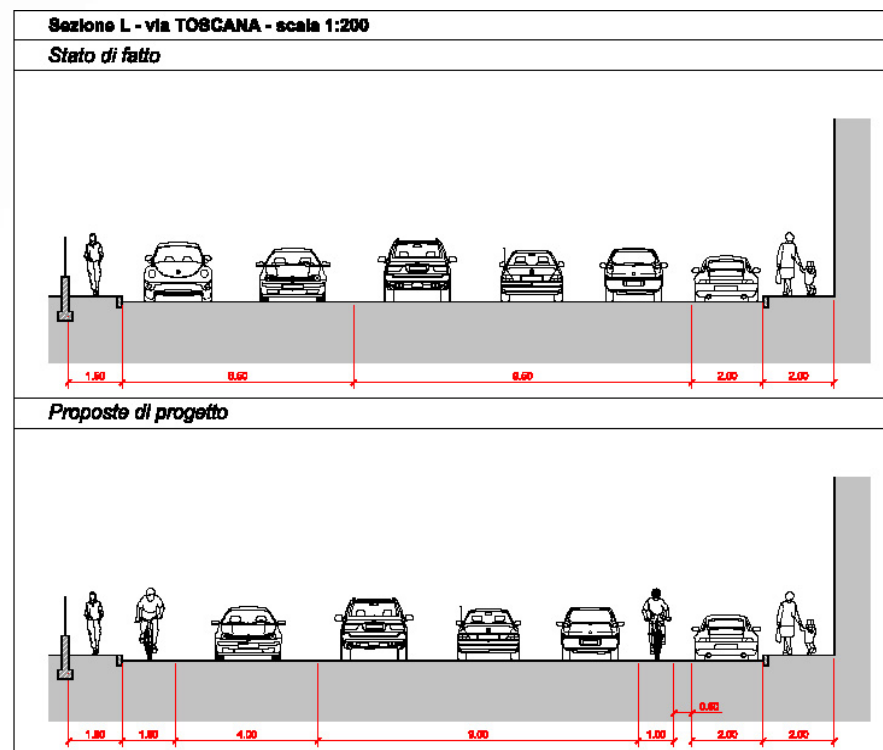 Sezione L - via TOSCANA - scala 1:200
Stato di fatto
1.50 6.50 9.50 2.00 2.00
Proposte di progetto
0.50
1.50 1.50 4.00 9.00 1.00 2.00 2.00